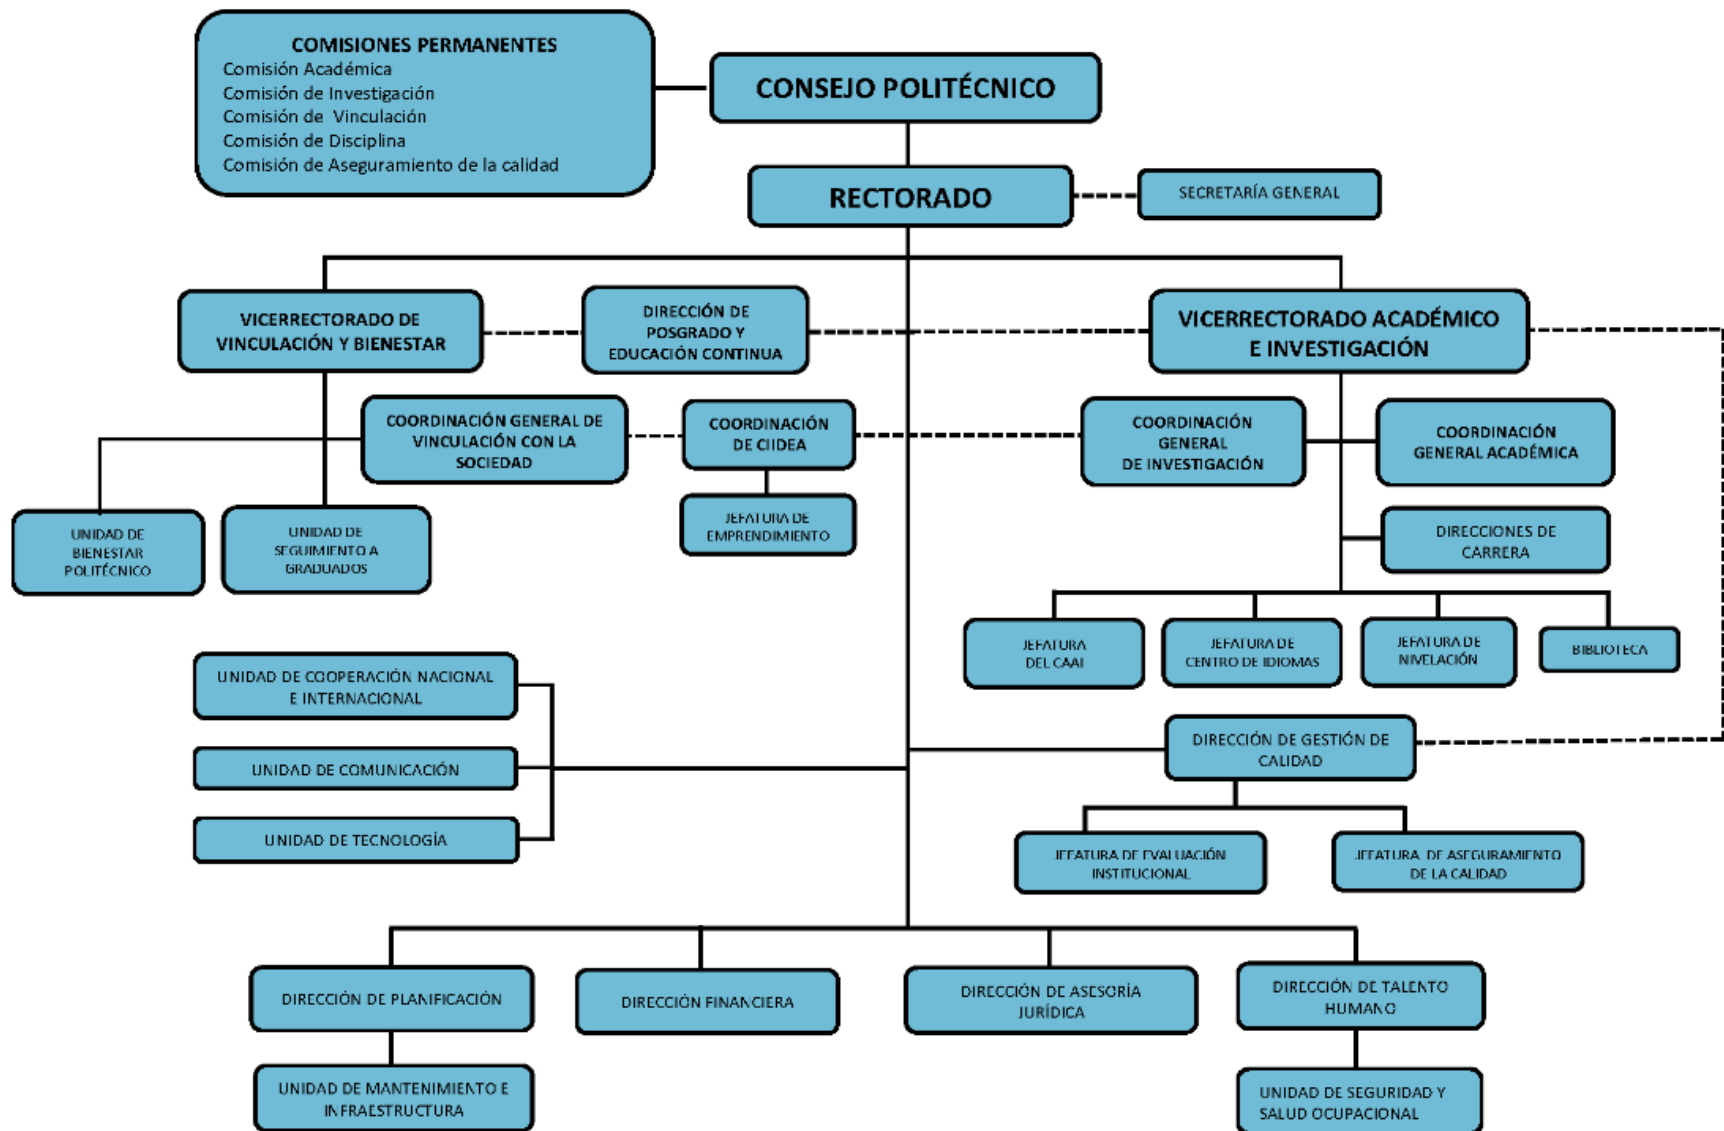 COMISIONES PERMANENTES
Comisión Académica
Comisión de Investigación
Comisión de Vinculación
Comisión de Disciplina
Comisión de Aseguramiento de la calidad
CONSEJO POLITÉCNICO
RECTORADO
SECRETARÍA GENERAL
VICERRECTORADO DE
VINCULACIÓN Y BIENESTAR
DIRECCIÓN DE
POSGRADO Y
EDUCACIÓN CONTINUA
VICERRECTORADO ACADÉMICO
E INVESTIGACIÓN
COORDINACIÓN GENERAL DE
VINCULACIÓN CON LA
SOCIEDAD
COORDINACIÓN
DE CIIDEA
COORDINACIÓN
GENERAL
DE INVESTIGACIÓN
COORDINACIÓN
GENERAL ACADÉMICA
UNIDAD DE
BIENESTAR
POLITÉCNICO
UNIDAD DE
SEGUIMIENTO A
GRADUADOS
JEFATURA DE
EMPRENDIMIENTO
DIRECCIONES DE
CARRERA
JEFATURA
DEL CAAI
JEFATURA DE
CENTRO DE IDIOMAS
JEFATURA DE
NIVELACIÓN
BIBLIOTECA
UNIDAD DE COOPERACIÓN NACIONAL
E INTERNACIONAL
UNIDAD DE COMUNICACIÓN
UNIDAD DE TECNOLOGÍA
DIRECCIÓN DE GESTIÓN DE
CALIDAD
JEFATURA DE EVALUACIÓN
INSTITUCIONAL
JEFATURA DE ASEGURAMIENTO
DE LA CALIDAD
DIRECCIÓN DE PLANIFICACIÓN
DIRECCIÓN FINANCIERA
DIRECCIÓN DE ASESORÍA
JURÍDICA
DIRECCIÓN DE TALENTO
HUMANO
UNIDAD DE MANTENIMIENTO E
INFRAESTRUCTURA
UNIDAD DE SEGURIDAD Y
SALUD OCUPACIONAL